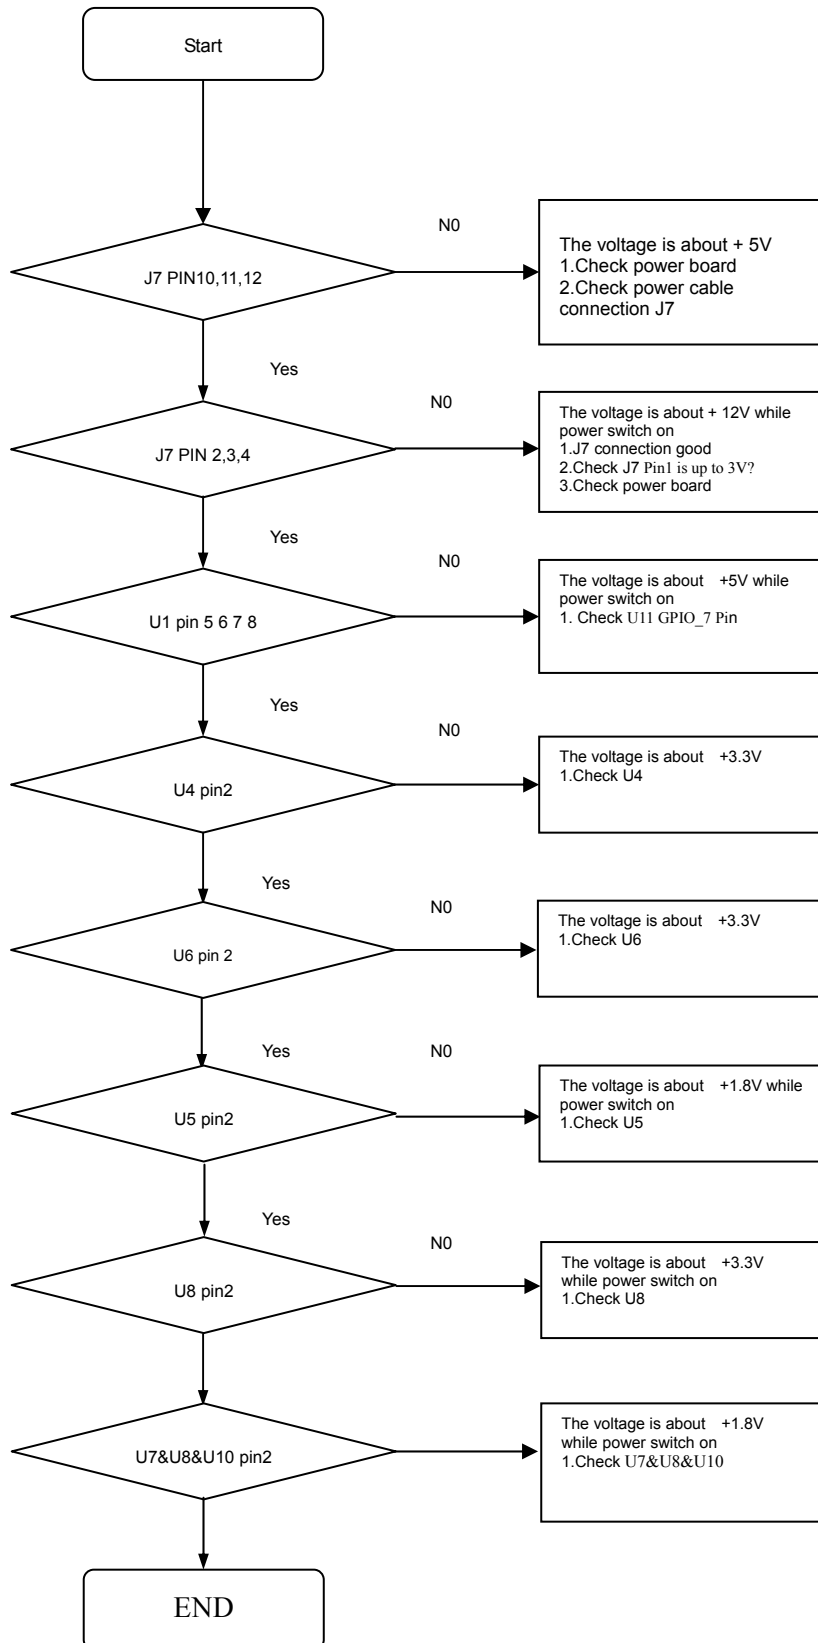 Start
N0
J7 PIN10,11,12
The voltage is about + 5V
1.Check power board
2.Check power cable
connection J7
Yes
N0
J7 PIN 2,3,4
The voltage is about + 12V while
power switch on
1.J7 connection good
2.Check J7 Pin1 is up to 3V?
3.Check power board
Yes
N0
U1 pin 5 6 7 8
The voltage is about +5V while
power switch on
1. Check U11 GPIO_7 Pin
Yes
N0
U4 pin2
The voltage is about +3.3V
1.Check U4
Yes
N0
U6 pin 2
The voltage is about +3.3V
1.Check U6
Yes
N0
U5 pin2
The voltage is about +1.8V while
power switch on
1.Check U5
Yes
N0
U8 pin2
The voltage is about +3.3V
while power switch on
1.Check U8
U7&U8&U10 pin2
The voltage is about +1.8V
while power switch on
1.Check U7&U8&U10
END